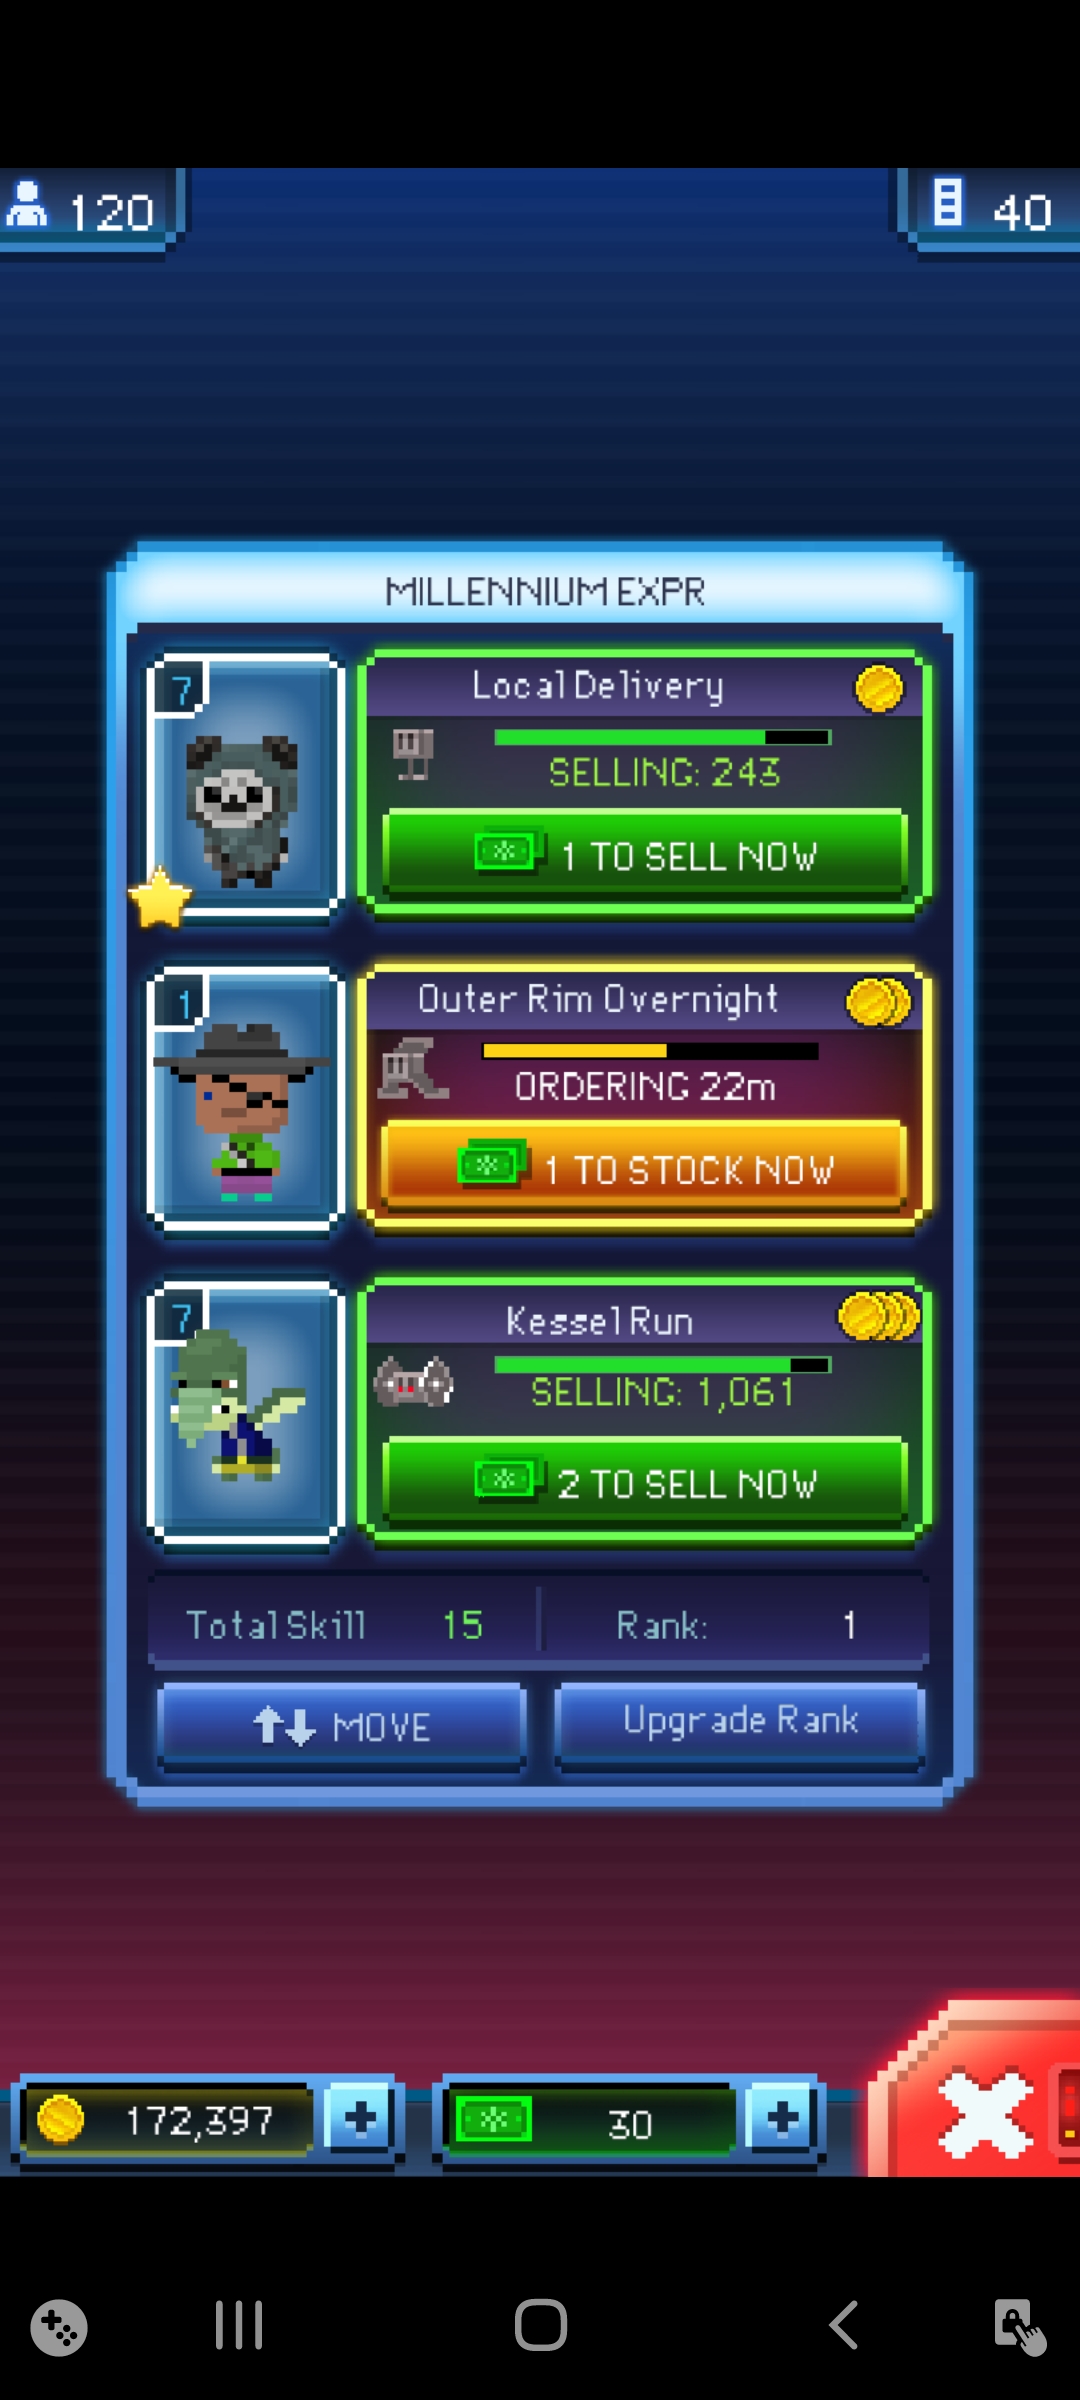 120
40
MILLENNIUM EXPR
7
Local Delivery
SELLING: 243
1 TO SELL NOW
1
Outer Rim Overnight
ORDERING 22m
1 TO STOCK NOW
7
Kessel Run
SELLING: 1,061
2 TO SELL NOW
Total Skill 15
Rank: 1
MOVE
Upgrade Rank
172,397
30